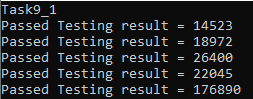 Task9_1
Passed Testing result = 14523
Passed Testing result = 18972
Passed Testing result = 26400
Passed Testing result = 22045
Passed Testing result = 176890